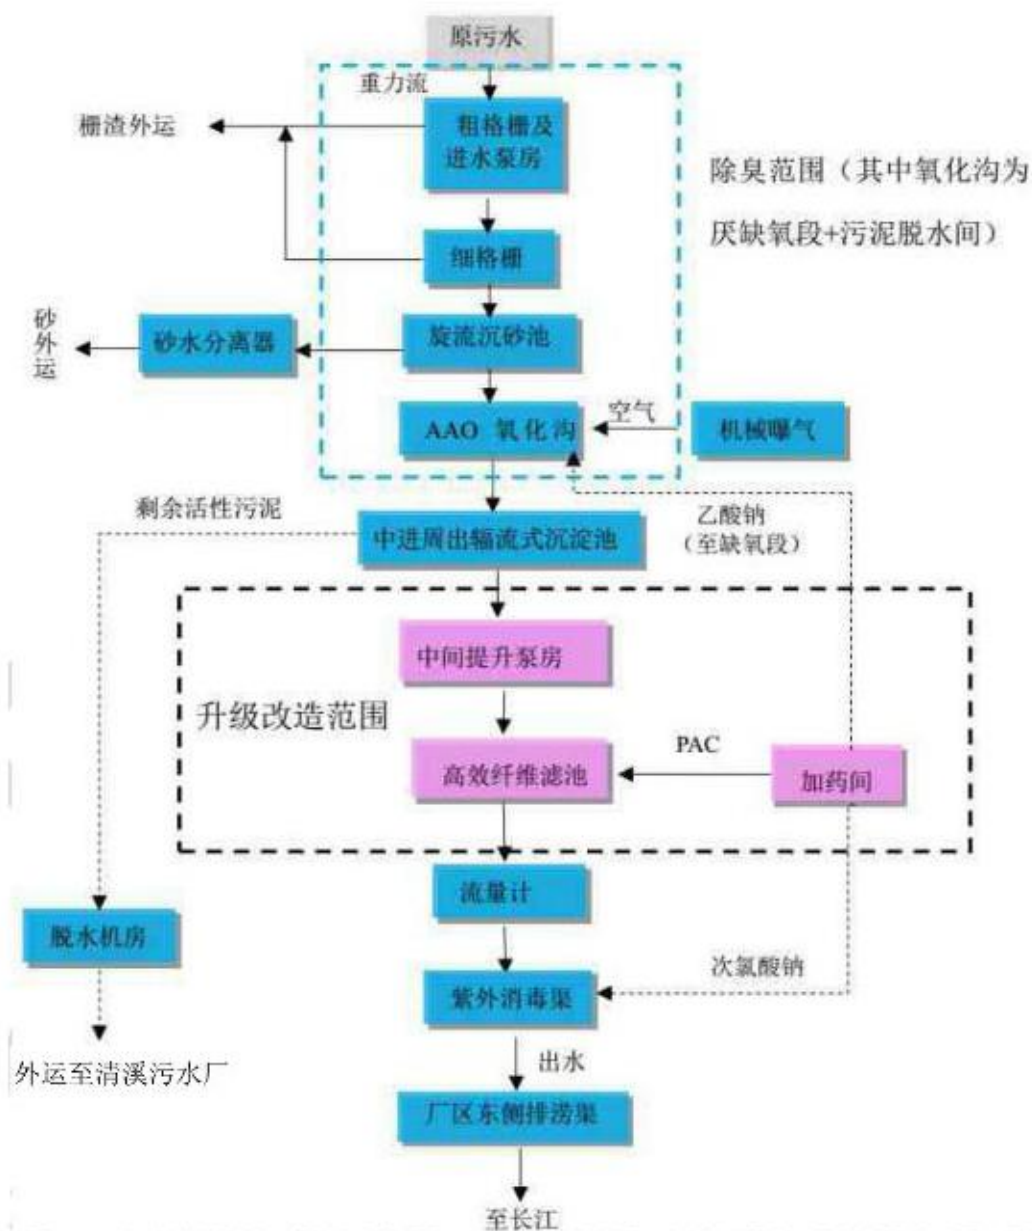 原污水
重力流
栅渣外运
粗格栅及
进水泵房
除臭范围（其中氧化沟为
厌缺氧段+污泥脱水间）
细格栅
砂外运
砂水分离器
旋流沉砂池
空气
AAO 氧化沟
机械曝气
剩余活性污泥
乙酸钠
（至缺氧段）
中进周出辐流式沉淀池
中间提升泵房
升级改造范围
PAC
高效纤维滤池
加药间
流量计
脱水机房
次氯酸钠
紫外消毒渠
出水
外运至清溪污水厂
厂区东侧排涝渠
至长江